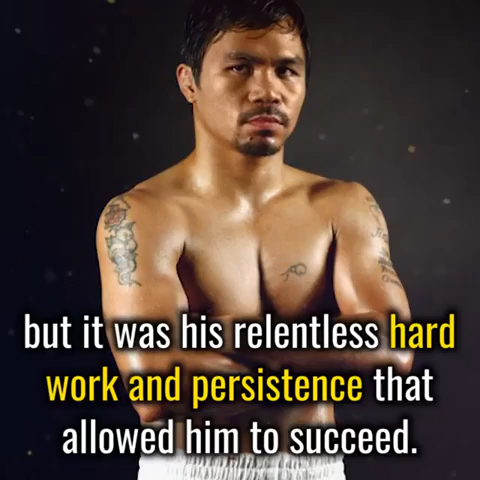 but it was his relentless hard
work and persistence that
allowed him to succeed.